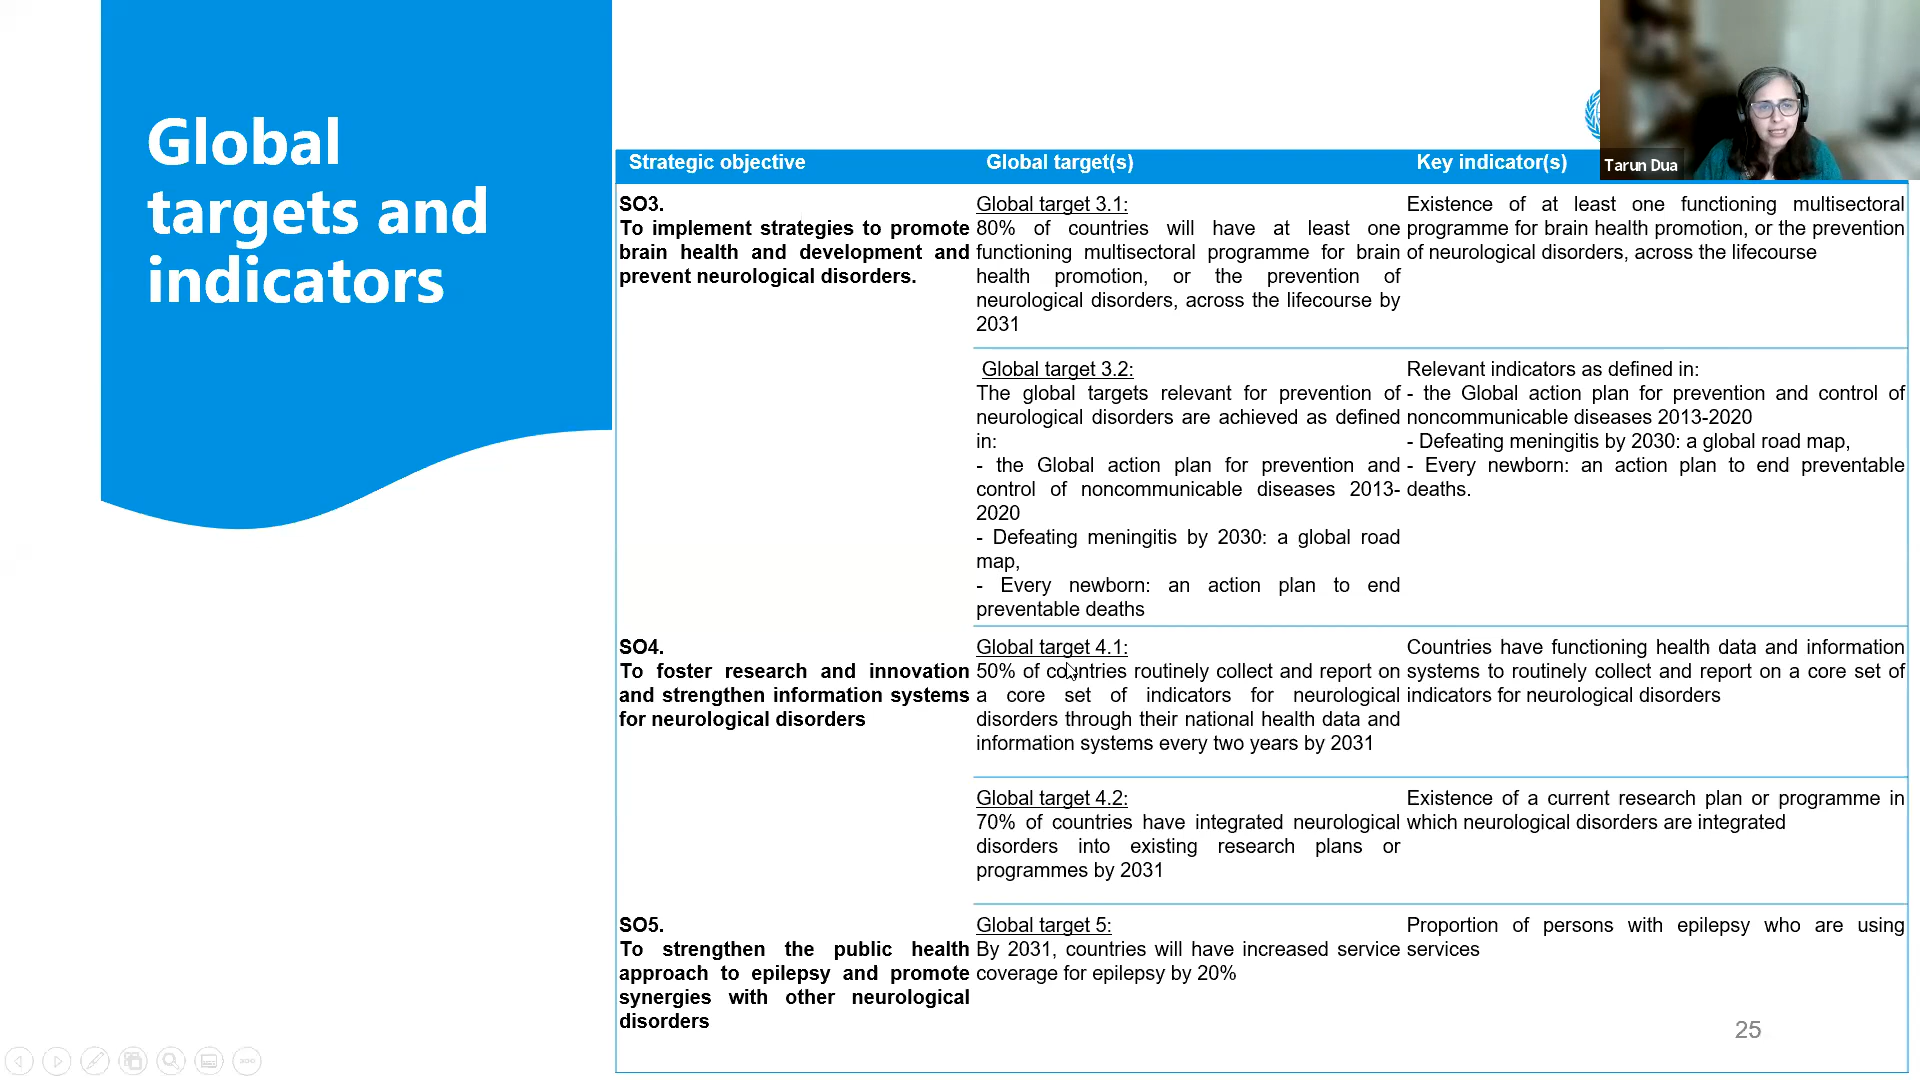 Global
targets and
indicators
Tarun Dua
Strategic objective Global target(s) Key indicator(s)
SO3.
To implement strategies to promote
brain health and development and
prevent neurological disorders.
Global target 3.1:
80% of countries will have at least one
functioning multisectoral programme for brain
health promotion, or the prevention of
neurological disorders, across the lifecourse by
2031
Existence of at least one functioning multisectoral
programme for brain health promotion, or the prevention
of neurological disorders, across the lifecourse
Global target 3.2:
The global targets relevant for prevention of
neurological disorders are achieved as defined
in:
- the Global action plan for prevention and
control of noncommunicable diseases 2013-
2020
- Defeating meningitis by 2030: a global road
map,
- Every newborn: an action plan to end
preventable deaths
Relevant indicators as defined in:
- the Global action plan for prevention and control of
noncommunicable diseases 2013-2020
- Defeating meningitis by 2030: a global road map,
- Every newborn: an action plan to end preventable
deaths.
SO4.
To foster research and innovation
and strengthen information systems
for neurological disorders
Global target 4.1:
50% of countries routinely collect and report on
a core set of indicators for neurological
disorders through their national health data and
information systems every two years by 2031
Countries have functioning health data and information
systems to routinely collect and report on a core set of
indicators for neurological disorders
Global target 4.2:
70% of countries have integrated neurological
disorders into existing research plans or
programmes by 2031
Existence of a current research plan or programme in
which neurological disorders are integrated
SO5.
To strengthen the public health
approach to epilepsy and promote
synergies with other neurological
disorders
Global target 5:
By 2031, countries will have increased service
coverage for epilepsy by 20%
Proportion of persons with epilepsy who are using
services
25